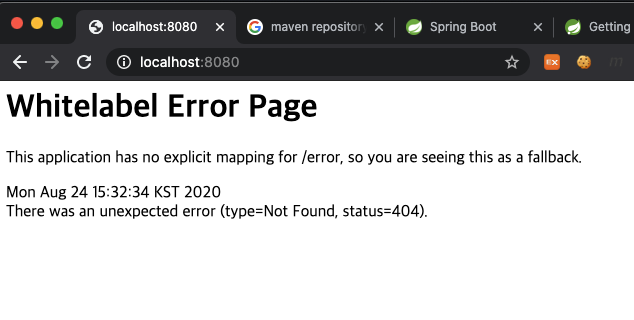 localhost:8080
maven repository
Spring Boot
Getting
localhost:8080
EX
m
Whitelabel Error Page
This application has no explicit mapping for /error, so you are seeing this as a fallback.
Mon Aug 24 15:32:34 KST 2020
There was an unexpected error (type=Not Found, status=404).